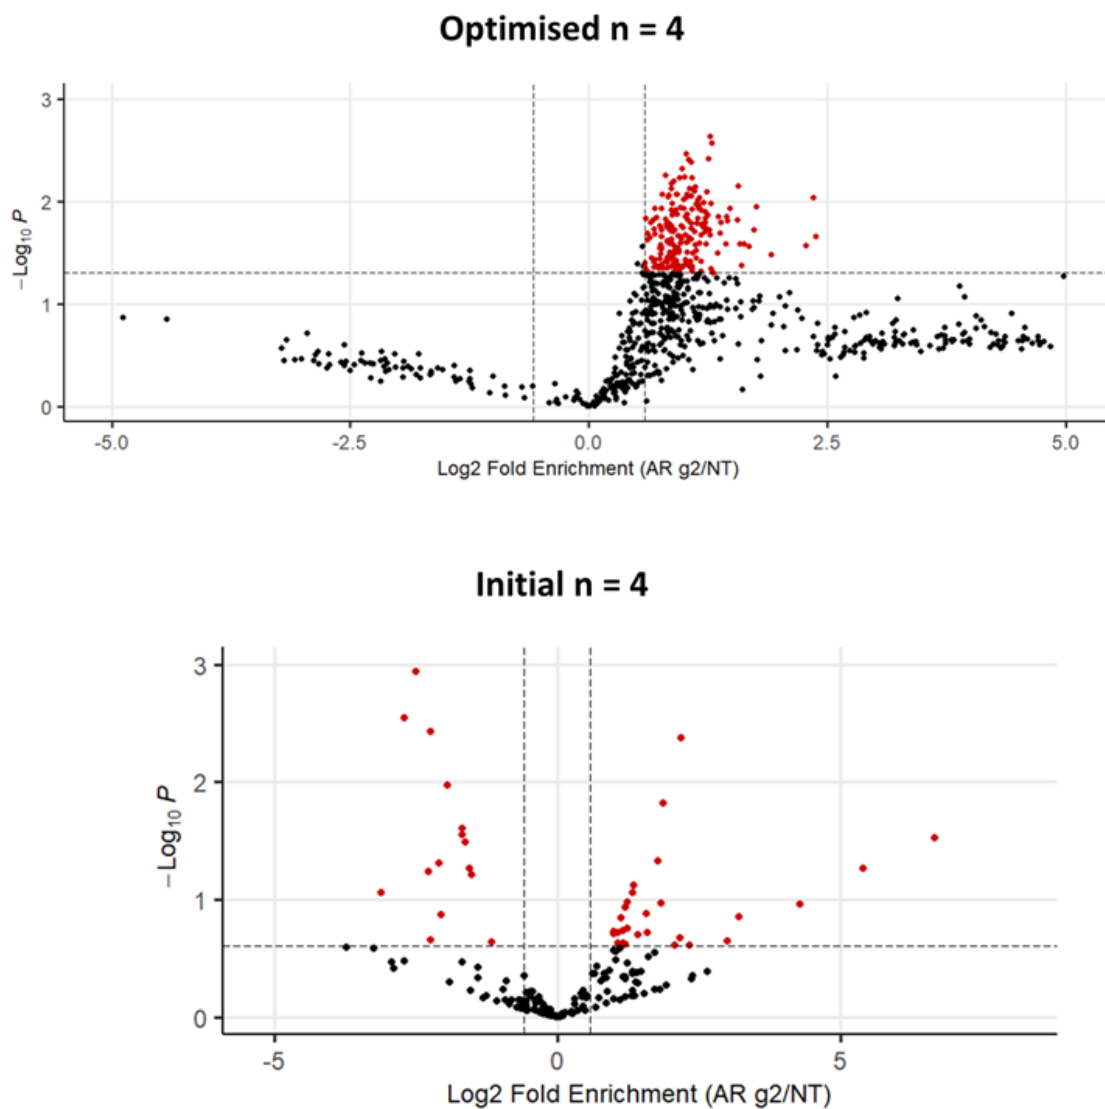 Optimised n = 4
3
2
1
0
−Log₁₀ P
-5.0 -2.5 0.0 2.5 5.0
Log2 Fold Enrichment (AR g2/NT)
Initial n = 4
3
2
1
0
−Log₁₀ P
-5 0 5
Log2 Fold Enrichment (AR g2/NT)